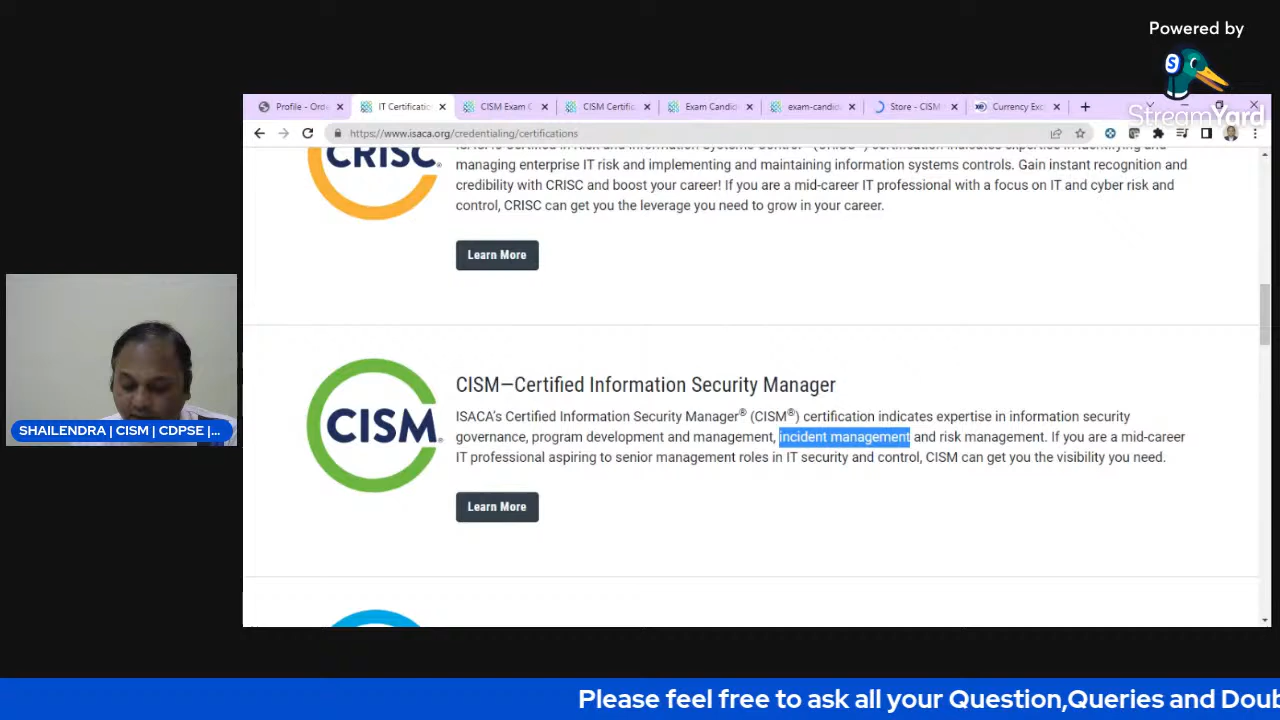 Powered by
StreamYard
Profile - Orde
IT Certificatio
CISM Exam C
CISM Certific
Exam Candid
exam-candid
Store - CISM
Currency Exc
https://www.isaca.org/credentialing/certifications
CRISC
managing enterprise IT risk and implementing and maintaining information systems controls. Gain instant recognition and
credibility with CRISC and boost your career! If you are a mid-career IT professional with a focus on IT and cyber risk and
control, CRISC can get you the leverage you need to grow in your career.
Learn More
CISM
CISM—Certified Information Security Manager
ISACA's Certified Information Security Manager® (CISM®) certification indicates expertise in information security
governance, program development and management, incident management and risk management. If you are a mid-career
IT professional aspiring to senior management roles in IT security and control, CISM can get you the visibility you need.
Learn More
SHAILENDRA | CISM | CDPSE |...
Please feel free to ask all your Question,Queries and Doub